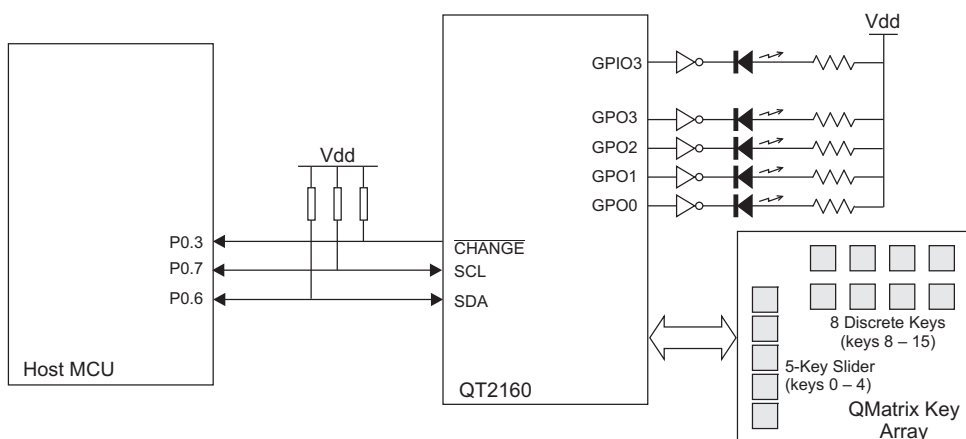 Vdd
GPIO3
GPO3
GPO2
GPO1
GPO0
Vdd
P0.3
P0.7
P0.6
CHANGE
SCL
SDA
Host MCU
QT2160
8 Discrete Keys
(keys 8 – 15)
5-Key Slider
(keys 0 – 4)
QMatrix Key
Array